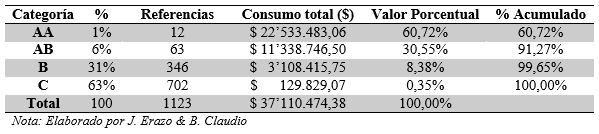 Categoría % Referencias Consumo total ($) Valor Porcentual % Acumulado
AA 1% 12 $ 22’533.483,06 60,72% 60,72%
AB 6% 63 $ 11’338.746,50 30,55% 91,27%
B 31% 346 $ 3’108.415,75 8,38% 99,65%
C 63% 702 $ 129.829,07 0,35% 100,00%
Total 100 1123 $ 37’110.474,38 100,00%
Nota: Elaborado por J. Erazo & B. Claudio